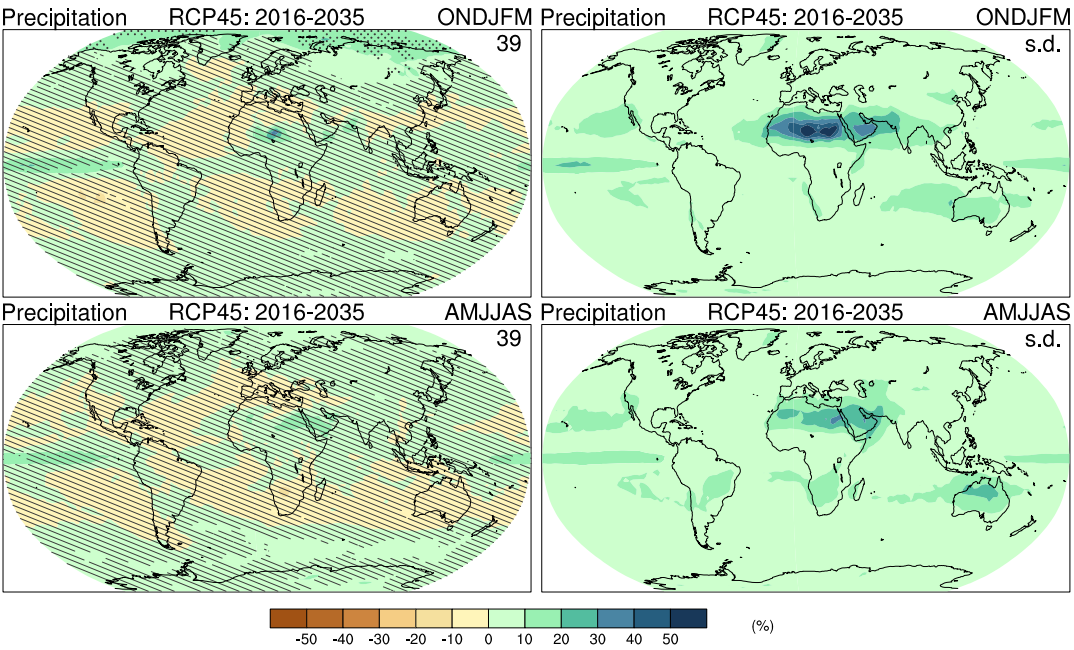 Precipitation RCP45: 2016-2035 ONDJFM
39
Precipitation RCP45: 2016-2035 ONDJFM
s.d.
Precipitation RCP45: 2016-2035 AMJJAS
39
Precipitation RCP45: 2016-2035 AMJJAS
s.d.
-50 -40 -30 -20 -10 0 10 20 30 40 50 (%)